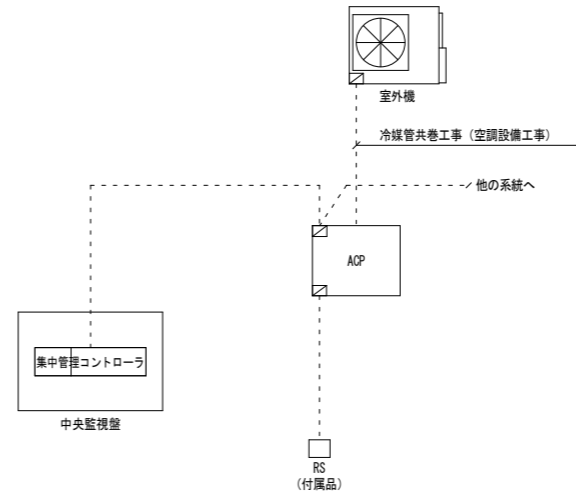 室外機
冷媒管共巻工事（空調設備工事）
他の系統へ
ACP
集中管理コントローラ
中央監視盤
RS
（付属品）